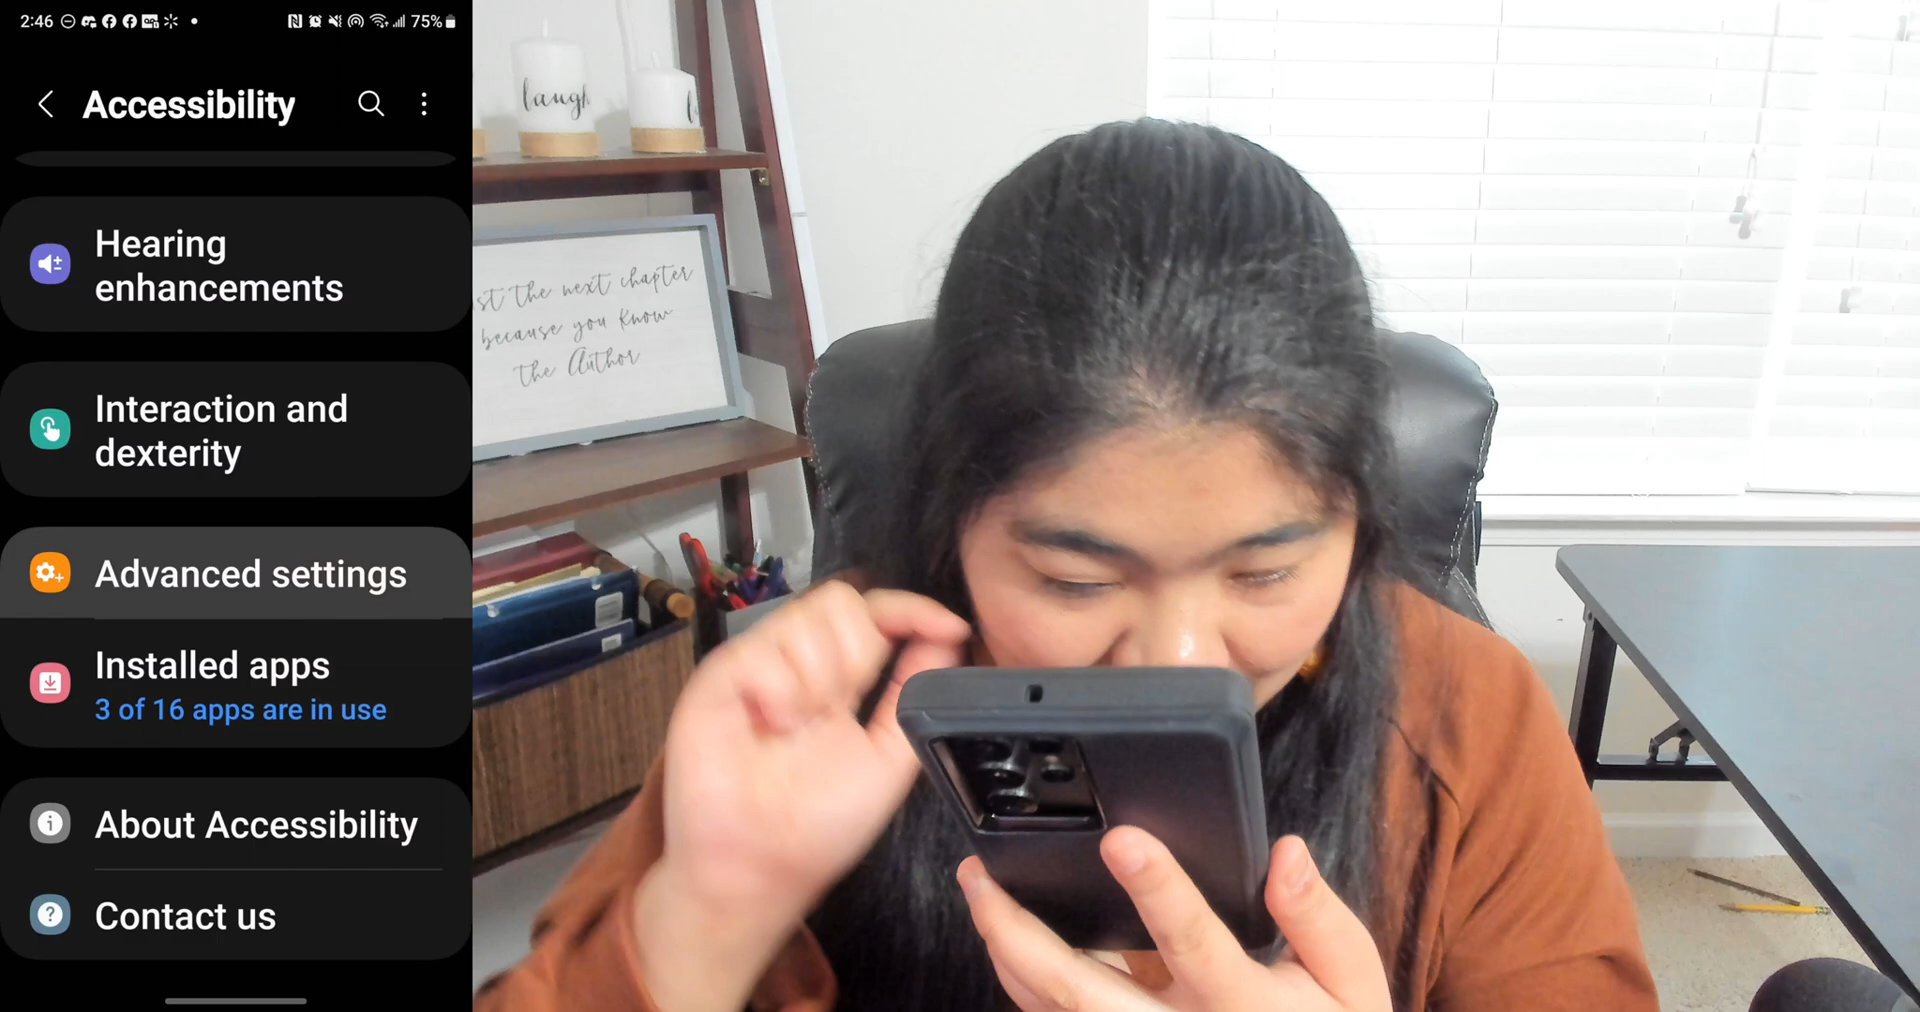 2:46
75%
Accessibility
Hearing
enhancements
Interaction and
dexterity
Advanced settings
Installed apps
3 of 16 apps are in use
About Accessibility
Contact us
laugh
the next chapter
because you know
the Author